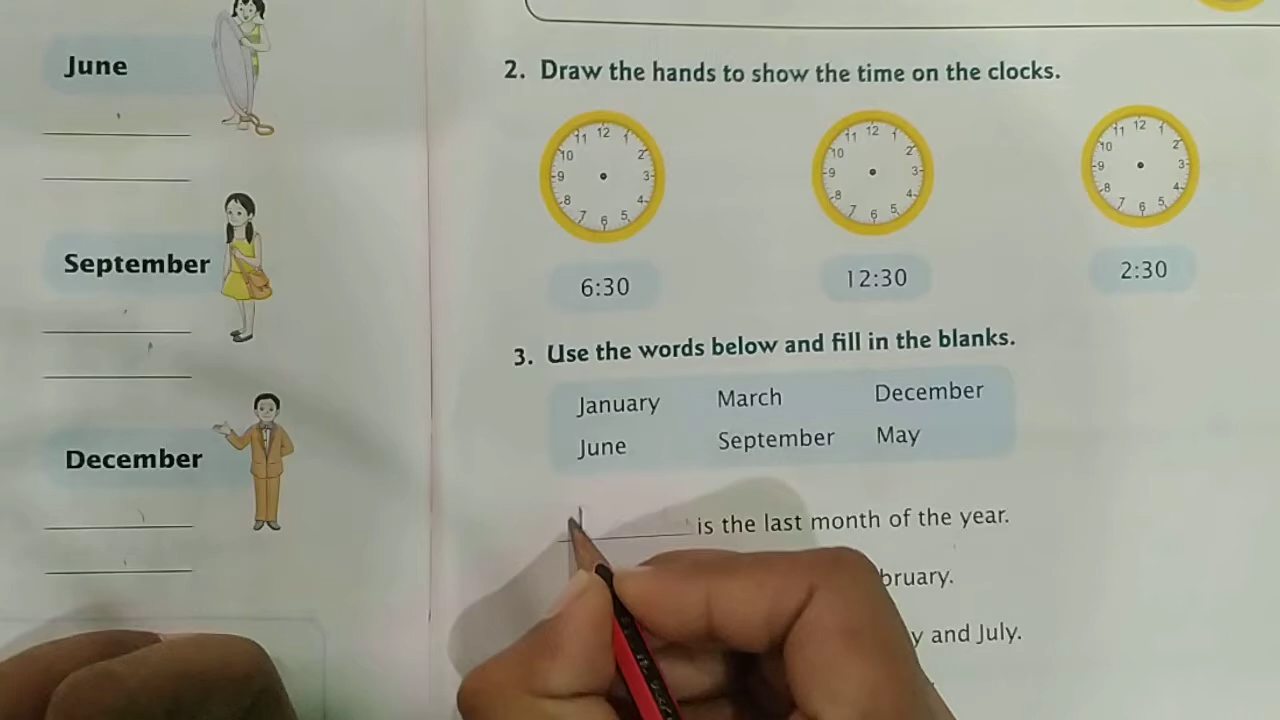 June
September
December
2. Draw the hands to show the time on the clocks.
11 12 1 10 2 9 3 8 4 7 6 5
11 12 1 10 2 9 3 8 4 7 6 5
11 12 1 10 2 9 3 8 4 7 6 5
6:30 12:30 2:30
3. Use the words below and fill in the blanks.
January March December
June September May
is the last month of the year.
bruary.
y and July.